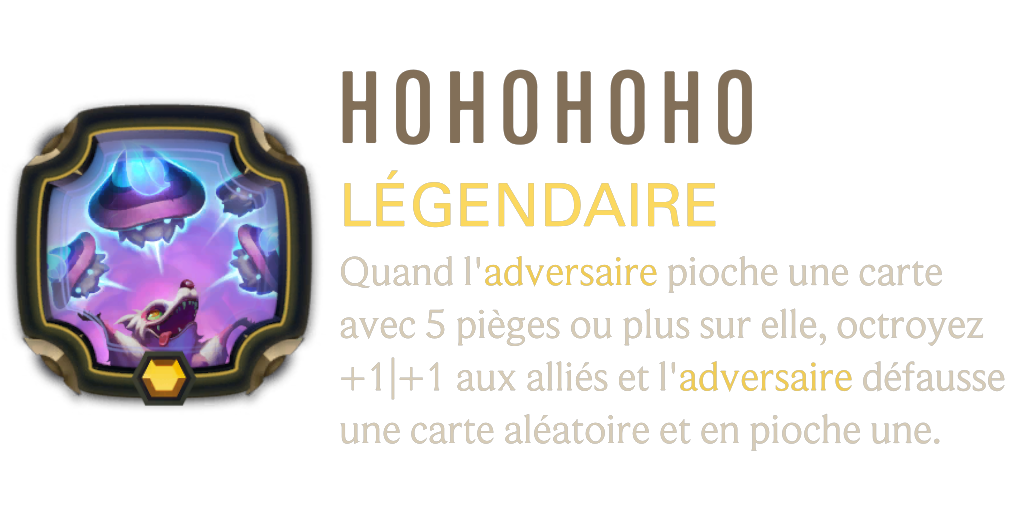 HOHOHOHO
LÉGENDAIRE
Quand l'adversaire pioche une carte
avec 5 pièges ou plus sur elle, octroyez
+1|+1 aux alliés et l'adversaire défausse
une carte aléatoire et en pioche une.